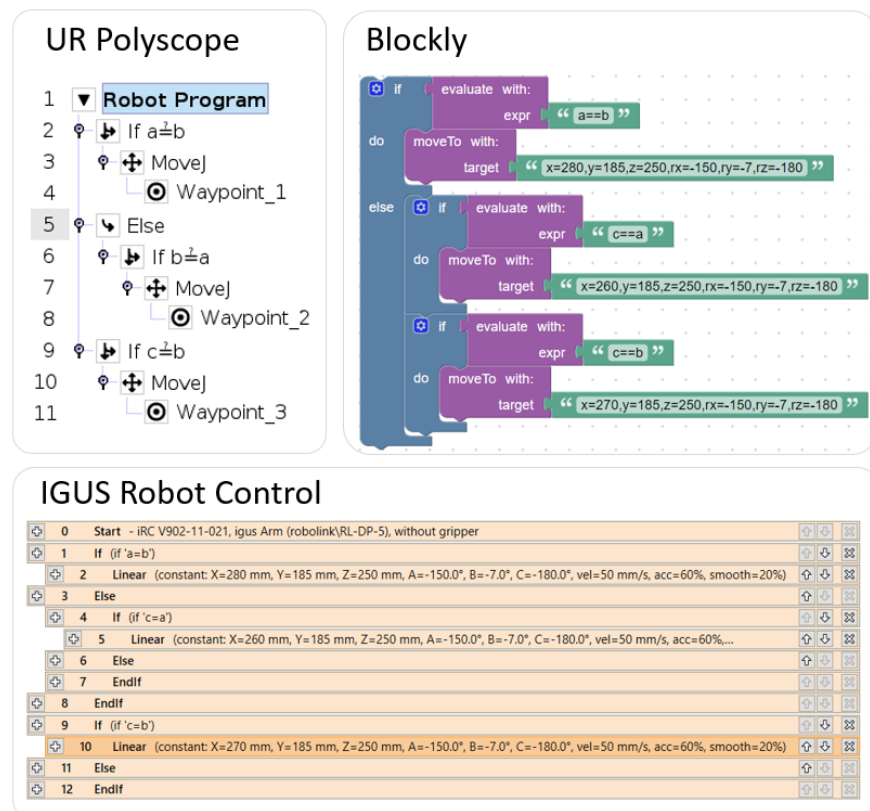 UR Polyscope
1 Robot Program
2 If a≟b
3 MoveJ
4 Waypoint_1
5 Else
6 If b≟a
7 MoveJ
8 Waypoint_2
9 If c≟b
10 MoveJ
11 Waypoint_3
Blockly
if evaluate with:
expr “ a==b ”
do moveTo with:
target “ x=280,y=185,z=250,rx=-150,ry=-7,rz=-180 ”
else if evaluate with:
expr “ c==a ”
do moveTo with:
target “ x=260,y=185,z=250,rx=-150,ry=-7,rz=-180 ”
if evaluate with:
expr “ c==b ”
do moveTo with:
target “ x=270,y=185,z=250,rx=-150,ry=-7,rz=-180 ”
IGUS Robot Control
0 Start - iRC V902-11-021, igus Arm (robolink\RL-DP-5), without gripper
1 If (if 'a=b')
2 Linear (constant: X=280 mm, Y=185 mm, Z=250 mm, A=-150.0°, B=-7.0°, C=-180.0°, vel=50 mm/s, acc=60%, smooth=20%)
3 Else
4 If (if 'c=a')
5 Linear (constant: X=260 mm, Y=185 mm, Z=250 mm, A=-150.0°, B=-7.0°, C=-180.0°, vel=50 mm/s, acc=60%,...
6 Else
7 EndIf
8 EndIf
9 If (if 'c=b')
10 Linear (constant: X=270 mm, Y=185 mm, Z=250 mm, A=-150.0°, B=-7.0°, C=-180.0°, vel=50 mm/s, acc=60%, smooth=20%)
11 Else
12 EndIf